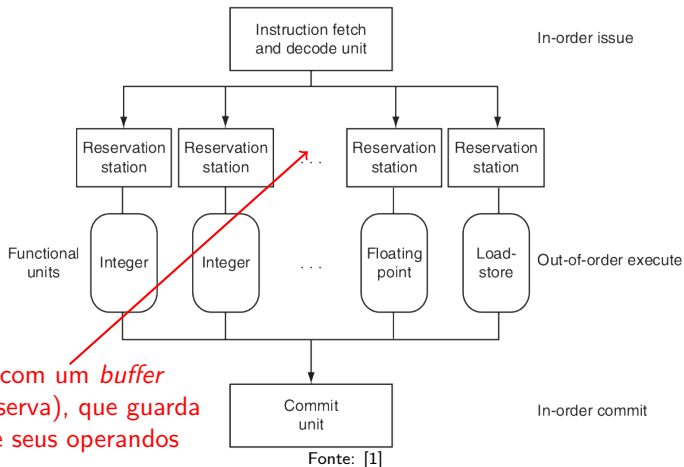 Instruction fetch
and decode unit
In-order issue
Reservation
station
Reservation
station
. . .
Reservation
station
Reservation
station
Functional
units
Integer
Integer
. . .
Floating
point
Load-
store
Out-of-order execute
com um buffer
serva), que guarda
e seus operandos
Commit
unit
In-order commit
Fonte: [1]